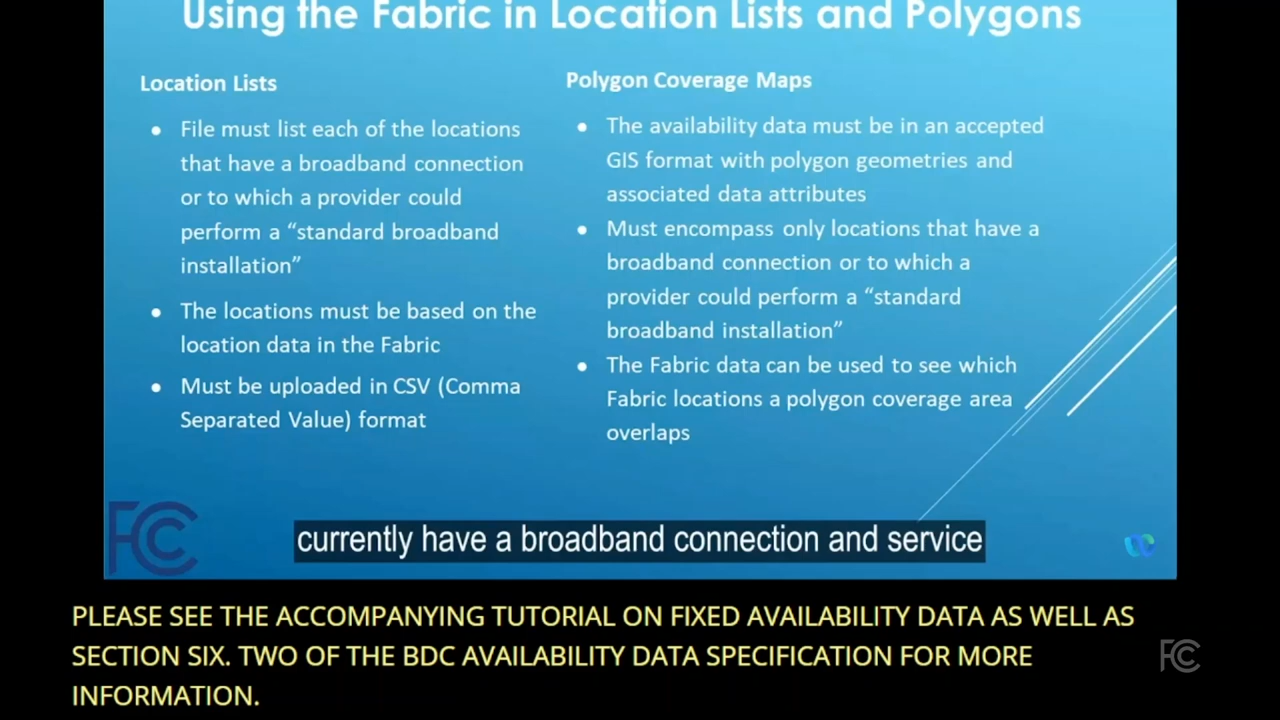 Using the Fabric in Location Lists and Polygons
Location Lists
• File must list each of the locations
that have a broadband connection
or to which a provider could
perform a “standard broadband
installation”
• The locations must be based on the
location data in the Fabric
• Must be uploaded in CSV (Comma
Separated Value) format
Polygon Coverage Maps
• The availability data must be in an accepted
GIS format with polygon geometries and
associated data attributes
• Must encompass only locations that have a
broadband connection or to which a
provider could perform a “standard
broadband installation”
• The Fabric data can be used to see which
Fabric locations a polygon coverage area
overlaps
FCC
currently have a broadband connection and service
PLEASE SEE THE ACCOMPANYING TUTORIAL ON FIXED AVAILABILITY DATA AS WELL AS
SECTION SIX. TWO OF THE BDC AVAILABILITY DATA SPECIFICATION FOR MORE
INFORMATION.
FCC